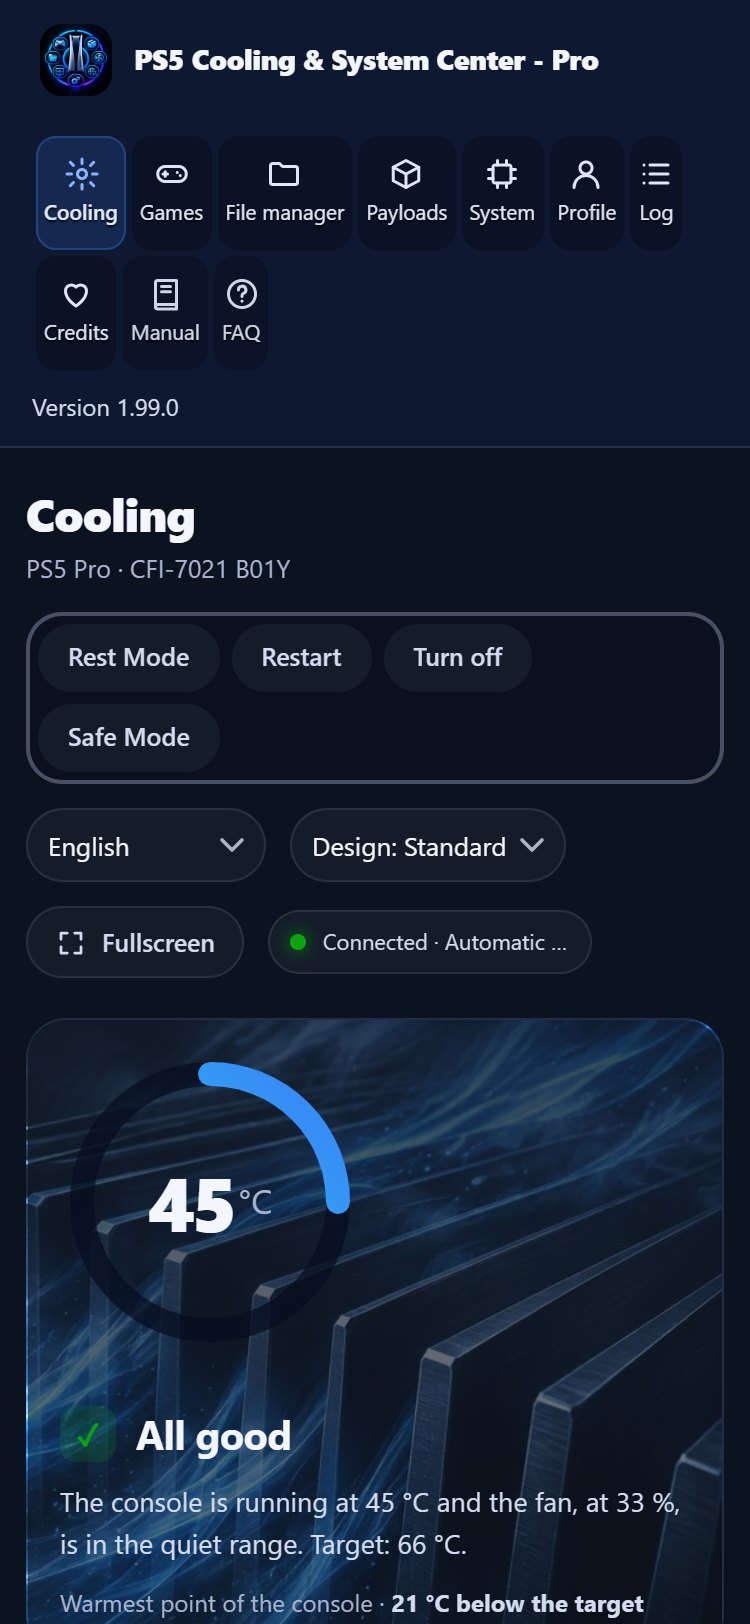 PS5 Cooling & System Center - Pro
Cooling
Games
File manager
Payloads
System
Profile
Log
Credits
Manual
FAQ
Version 1.99.0
Cooling
PS5 Pro · CFI-7021 B01Y
Rest Mode
Restart
Turn off
Safe Mode
English
Design: Standard
Fullscreen
Connected · Automatic ...
45 °C
All good
The console is running at 45 °C and the fan, at 33 %,
is in the quiet range. Target: 66 °C.
Warmest point of the console · 21 °C below the target